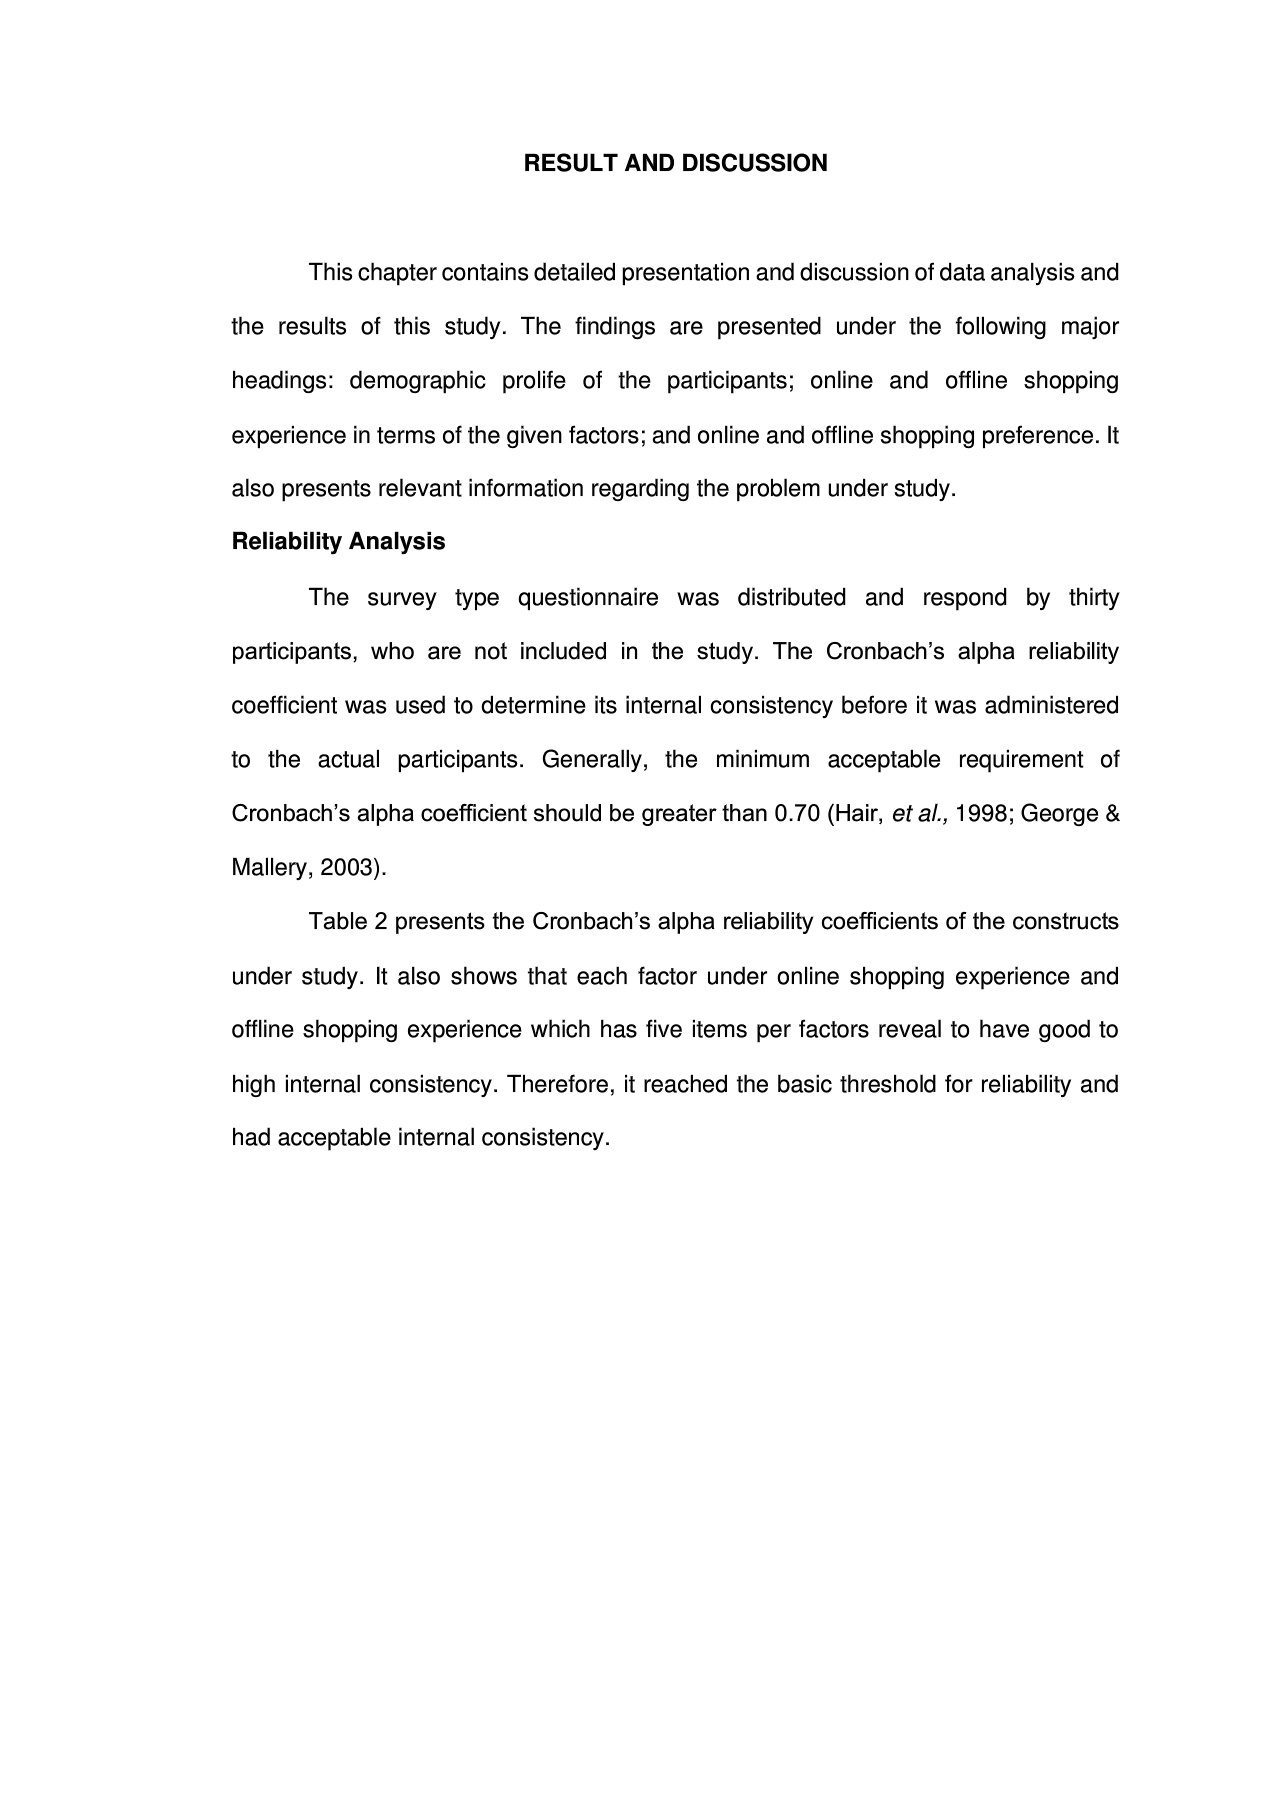 RESULT AND DISCUSSION
This chapter contains detailed presentation and discussion of data analysis and
the results of this study. The findings are presented under the following major
headings: demographic prolife of the participants; online and offline shopping
experience in terms of the given factors; and online and offline shopping preference. It
also presents relevant information regarding the problem under study.
Reliability Analysis
The survey type questionnaire was distributed and respond by thirty
participants, who are not included in the study. The Cronbach’s alpha reliability
coefficient was used to determine its internal consistency before it was administered
to the actual participants. Generally, the minimum acceptable requirement of
Cronbach’s alpha coefficient should be greater than 0.70 (Hair, et al., 1998; George &
Mallery, 2003).
Table 2 presents the Cronbach’s alpha reliability coefficients of the constructs
under study. It also shows that each factor under online shopping experience and
offline shopping experience which has five items per factors reveal to have good to
high internal consistency. Therefore, it reached the basic threshold for reliability and
had acceptable internal consistency.